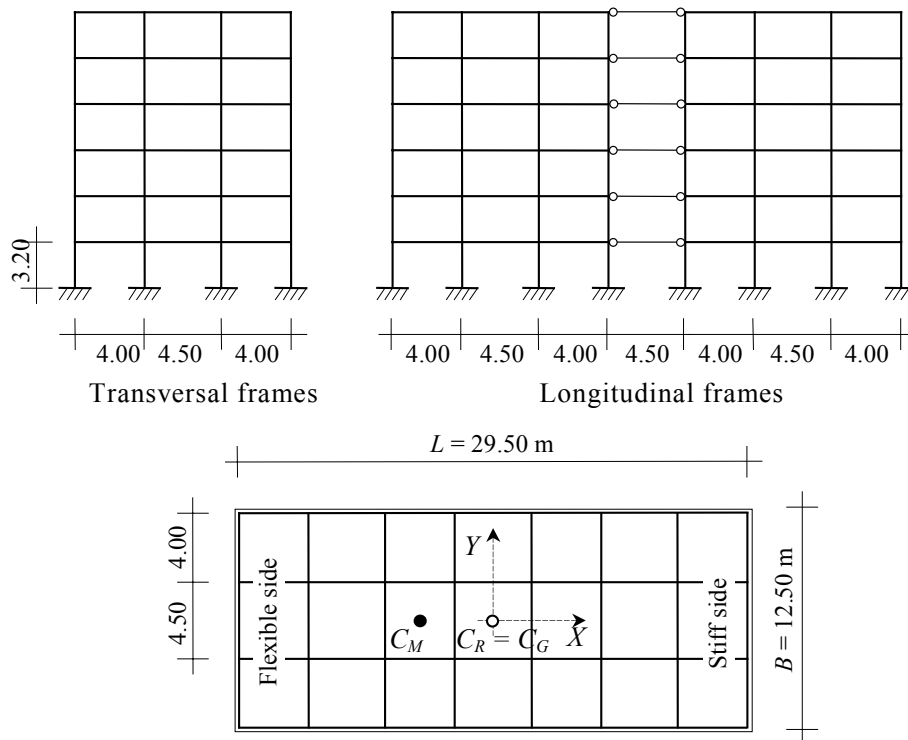 3.20
4.00 4.50 4.00
4.00 4.50 4.00 4.50 4.00 4.50 4.00
Transversal frames
Longitudinal frames
L = 29.50 m
4.00
4.50
Flexible side
Y
C_M
C_R = C_G
X
Stiff side
B = 12.50 m